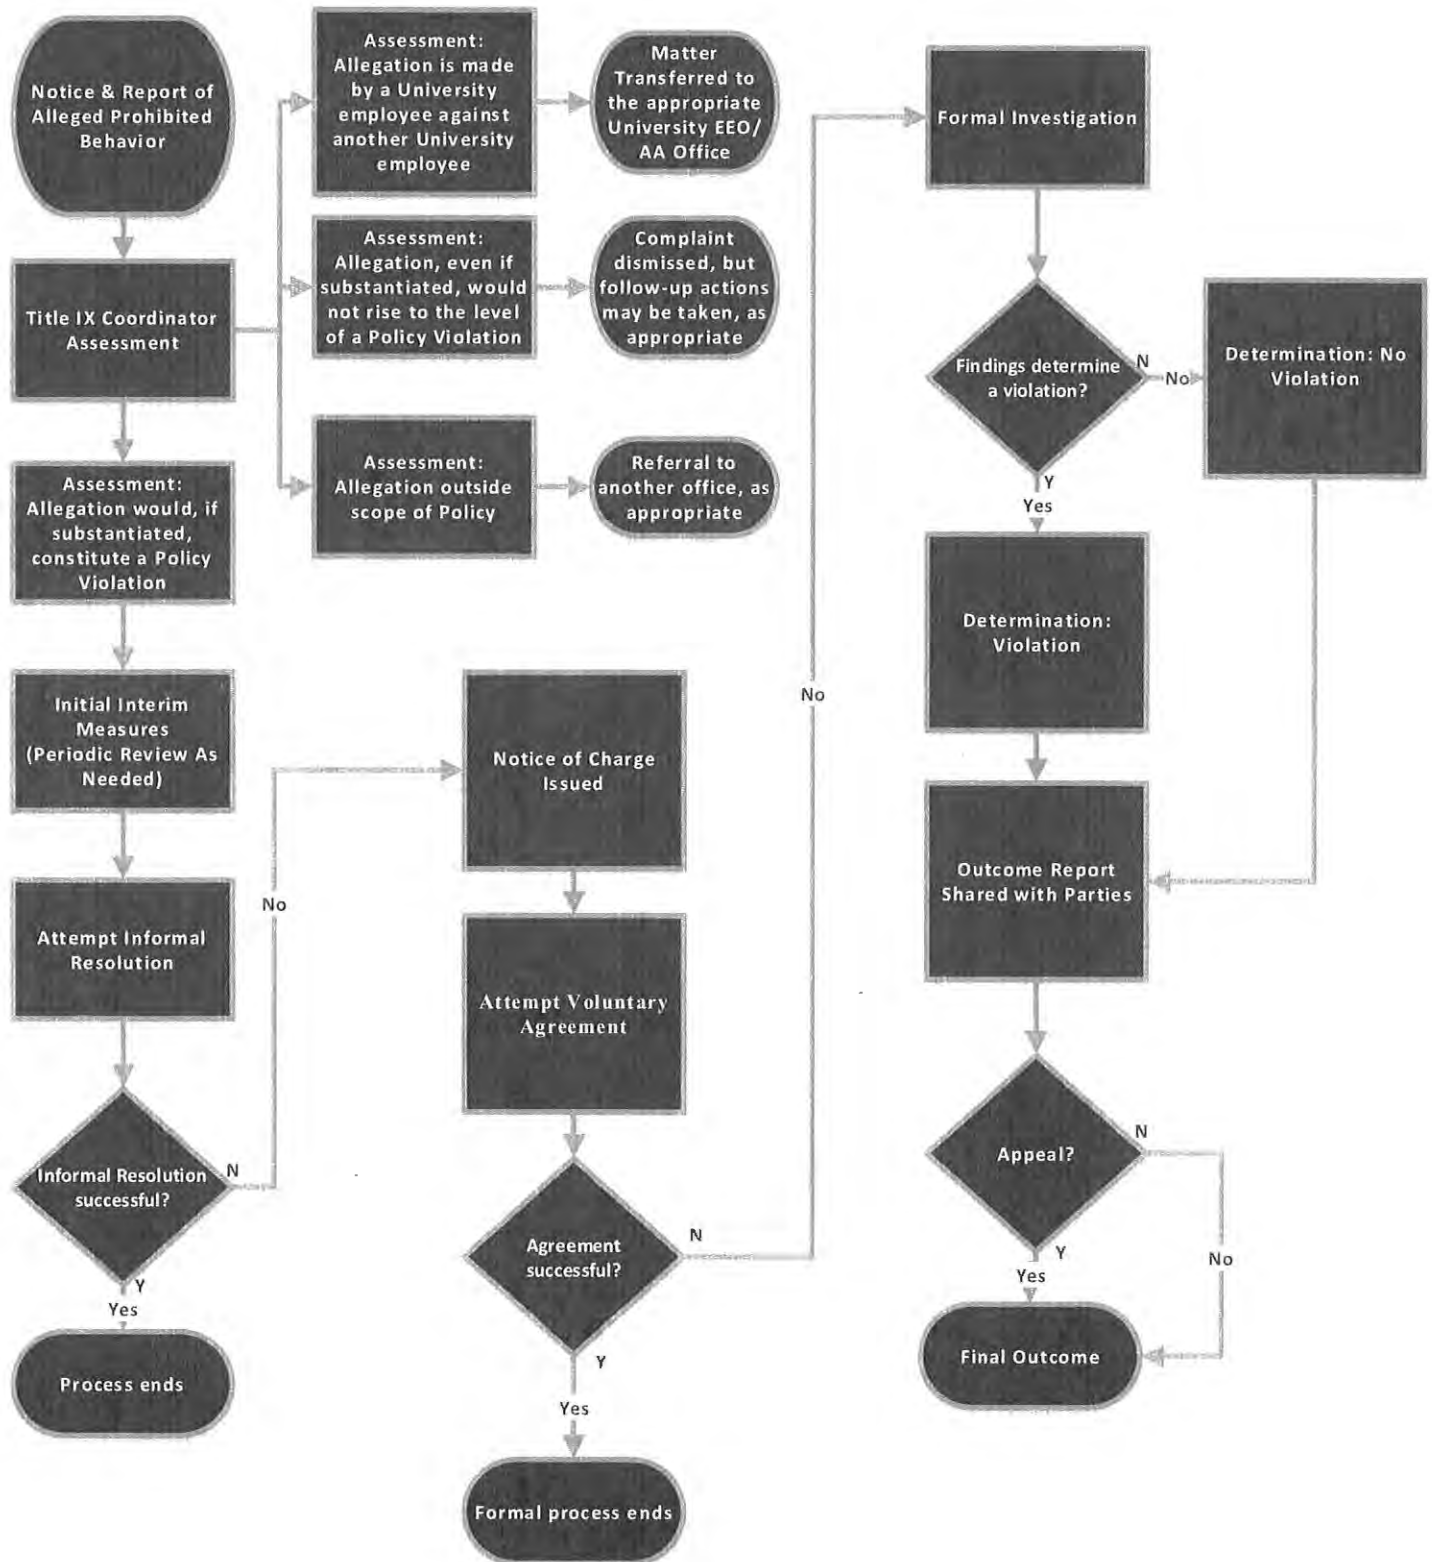 Notice & Report of
Alleged Prohibited
Behavior
Title IX Coordinator
Assessment
Assessment:
Allegation is made
by a University
employee against
another University
employee
Matter
Transferred to
the appropriate
University EEO/
AA Office
Assessment:
Allegation, even if
substantiated, would
not rise to the level
of a Policy Violation
Complaint
dismissed, but
follow-up actions
may be taken, as
appropriate
Assessment:
Allegation outside
scope of Policy
Referral to
another office, as
appropriate
Assessment:
Allegation would, if
substantiated,
constitute a Policy
Violation
Initial Interim
Measures
(Periodic Review As
Needed)
Attempt Informal
Resolution
Informal Resolution
successful?
N
No
Y
Yes
Process ends
Notice of Charge
Issued
Attempt Voluntary
Agreement
Agreement
successful?
N
No
Y
Yes
Formal process ends
Formal Investigation
Findings determine
a violation?
N
No
Determination: No
Violation
Y
Yes
Determination:
Violation
Outcome Report
Shared with Parties
Appeal?
N
No
Y
Yes
Final Outcome